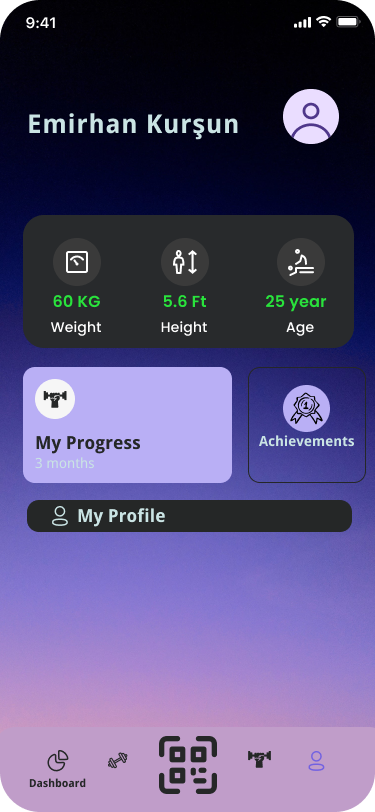 9:41
Emirhan Kurşun
60 KG
5.6 Ft
25 year
Weight
Height
Age
My Progress
3 months
1
Achievements
My Profile
Dashboard